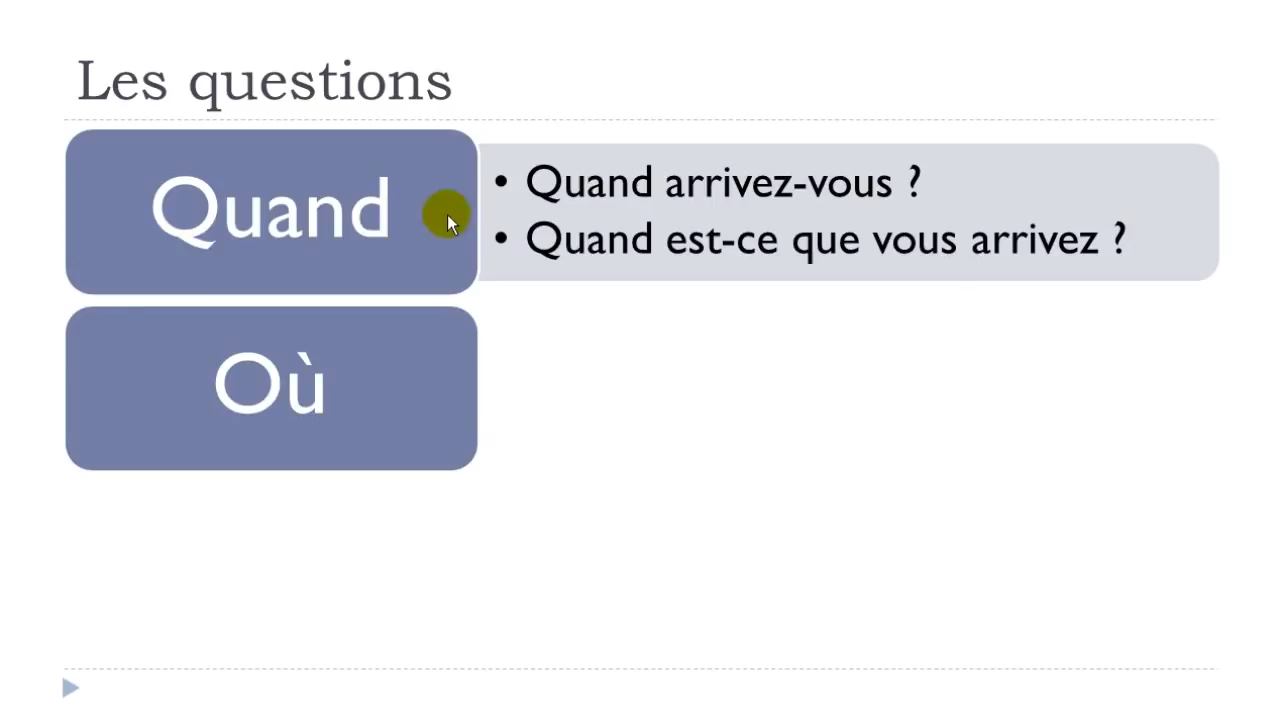 Les questions
Quand
• Quand arrivez-vous ?
• Quand est-ce que vous arrivez ?
Où